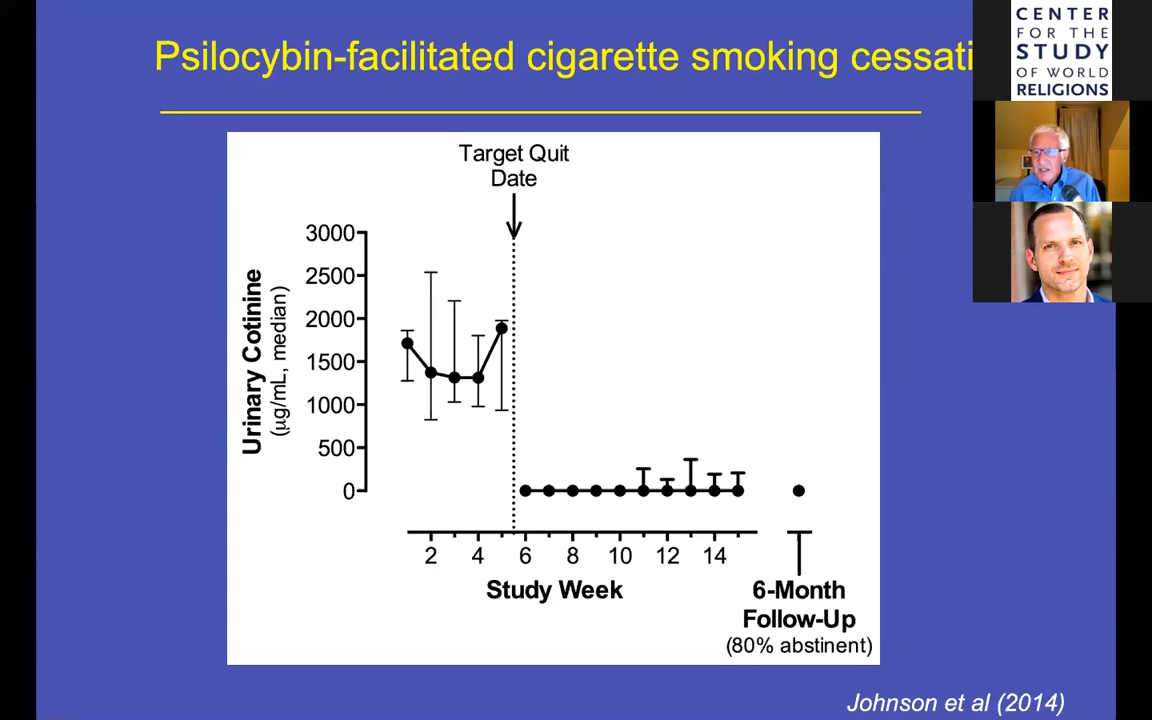 Psilocybin-facilitated cigarette smoking cessati
CENTER
FOR THE
STUDY
OF WORLD
RELIGIONS
Target Quit
Date
3000
2500
2000
1500
1000
500
0
Urinary Cotinine
(µg/mL, median)
2 4 6 8 10 12 14
Study Week
6-Month
Follow-Up
(80% abstinent)
Johnson et al (2014)